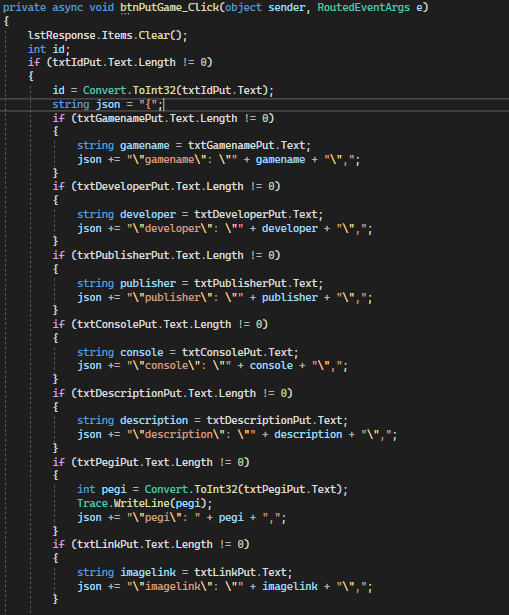 private async void btnPutGame_Click(object sender, RoutedEventArgs e)
{
lstResponse.Items.Clear();
int id;
if (txtIdPut.Text.Length != 0)
{
id = Convert.ToInt32(txtIdPut.Text);
string json = "{";
if (txtGamenamePut.Text.Length != 0)
{
string gamename = txtGamenamePut.Text;
json += "\"gamename\": \"" + gamename + "\",";
}
if (txtDeveloperPut.Text.Length != 0)
{
string developer = txtDeveloperPut.Text;
json += "\"developer\": \"" + developer + "\",";
}
if (txtPublisherPut.Text.Length != 0)
{
string publisher = txtPublisherPut.Text;
json += "\"publisher\": \"" + publisher + "\",";
}
if (txtConsolePut.Text.Length != 0)
{
string console = txtConsolePut.Text;
json += "\"console\": \"" + console + "\",";
}
if (txtDescriptionPut.Text.Length != 0)
{
string description = txtDescriptionPut.Text;
json += "\"description\": \"" + description + "\",";
}
if (txtPegiPut.Text.Length != 0)
{
int pegi = Convert.ToInt32(txtPegiPut.Text);
Trace.WriteLine(pegi);
json += "\"pegi\": " + pegi + ",";
}
if (txtLinkPut.Text.Length != 0)
{
string imagelink = txtLinkPut.Text;
json += "\"imagelink\": \"" + imagelink + "\",";
}